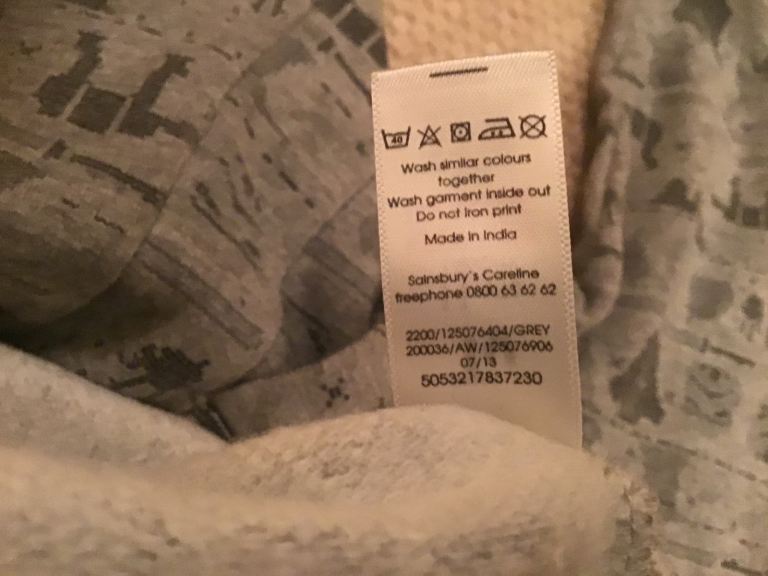 40
Wash similar colours
together
Wash garment inside out
Do not iron print
Made in India
Sainsbury's Careline
freephone 0800 63 62 62
2200/125076404/GREY
200036/AW/125076906
07/13
5053217837230